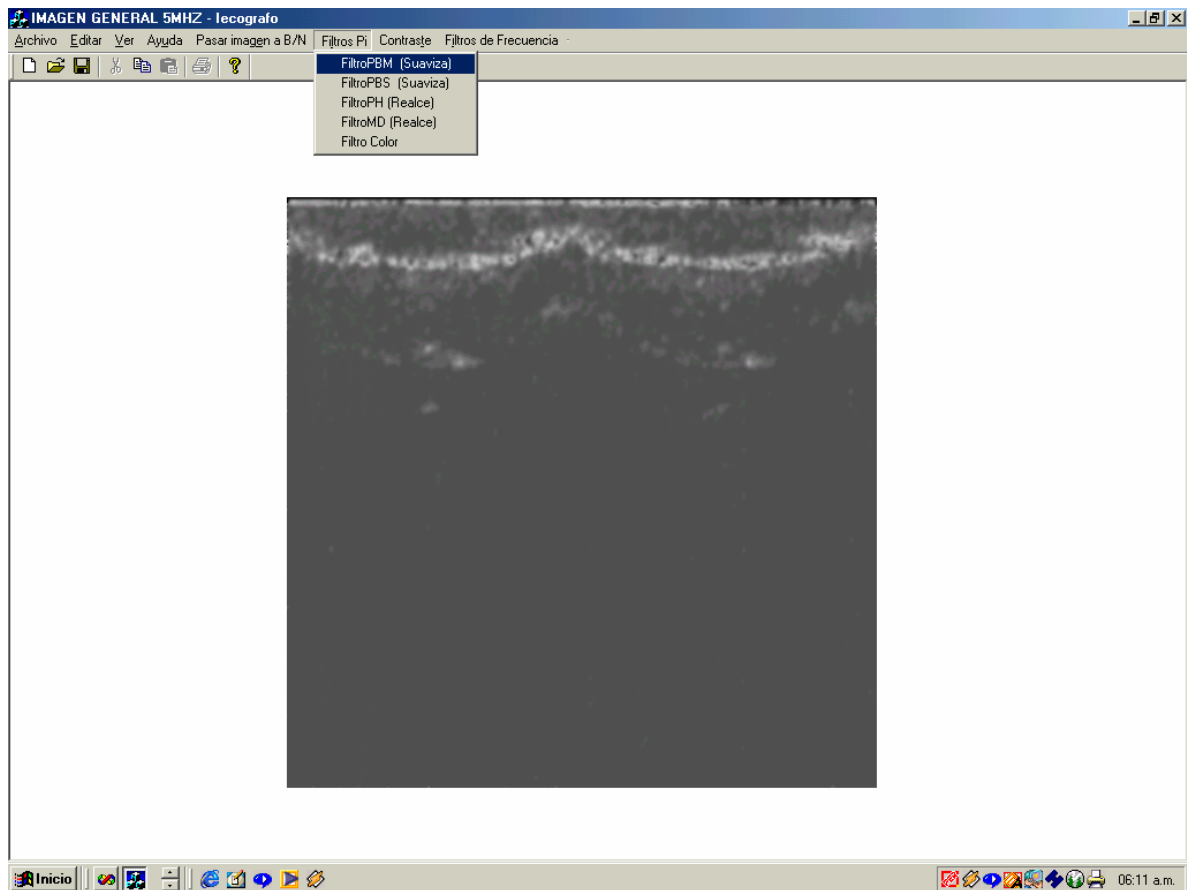 IMAGEN GENERAL 5MHZ - Iecografo
Archivo Editar Ver Ayuda Pasar imagen a B/N Filtros Pi Contraste Filtros de Frecuencia
FiltroPBM (Suaviza)
FiltroPBS (Suaviza)
FiltroPH (Realce)
FiltroMD (Realce)
Filtro Color
Inicio
06:11 a.m.